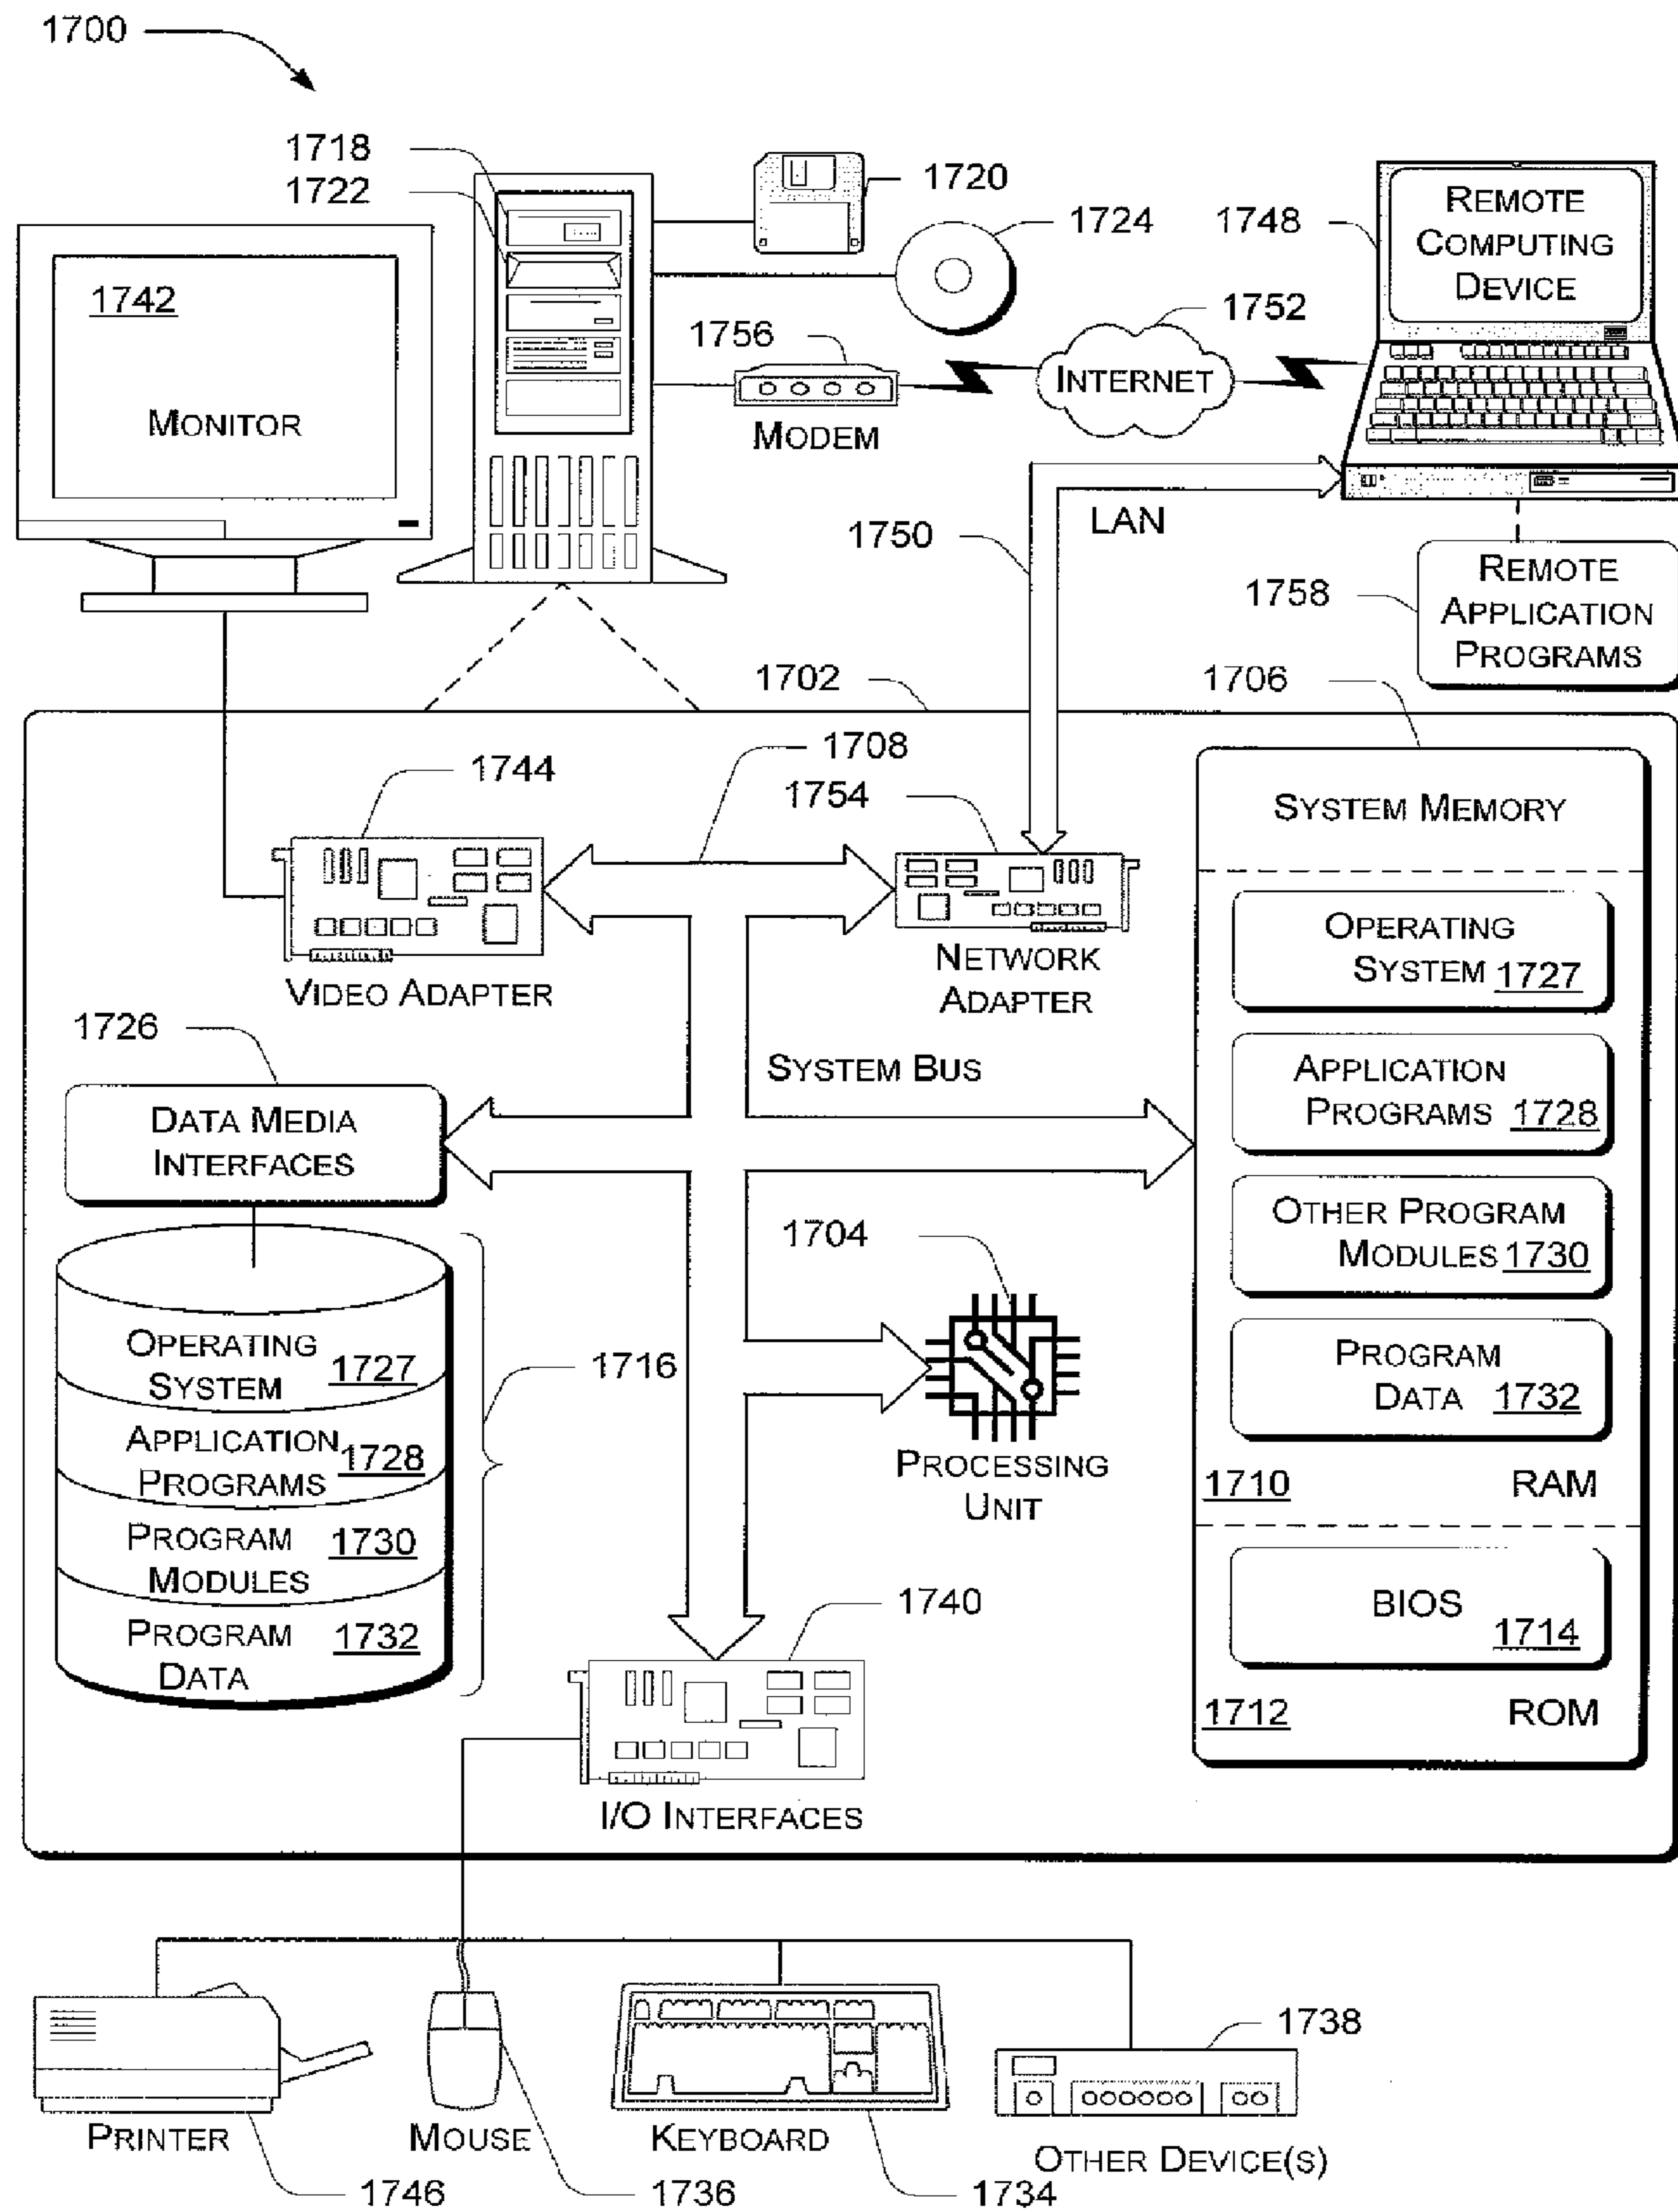 1700
1718
1722
1720
1724
1748
REMOTE
COMPUTING
DEVICE
1742
MONITOR
1756
MODEM
1752
INTERNET
LAN
1750
1758
REMOTE
APPLICATION
PROGRAMS
1702
1706
1708
1744
1754
VIDEO ADAPTER
NETWORK
ADAPTER
SYSTEM MEMORY
OPERATING
SYSTEM 1727
APPLICATION
PROGRAMS 1728
OTHER PROGRAM
MODULES 1730
PROGRAM
DATA 1732
1710 RAM
BIOS
1714
1712 ROM
1726
SYSTEM BUS
DATA MEDIA
INTERFACES
1704
PROCESSING
UNIT
OPERATING
SYSTEM 1727
APPLICATION
PROGRAMS 1728
PROGRAM
MODULES 1730
PROGRAM
DATA 1732
1716
1740
I/O INTERFACES
PRINTER
1746
MOUSE
1736
KEYBOARD
1734
1738
OTHER DEVICE(S)